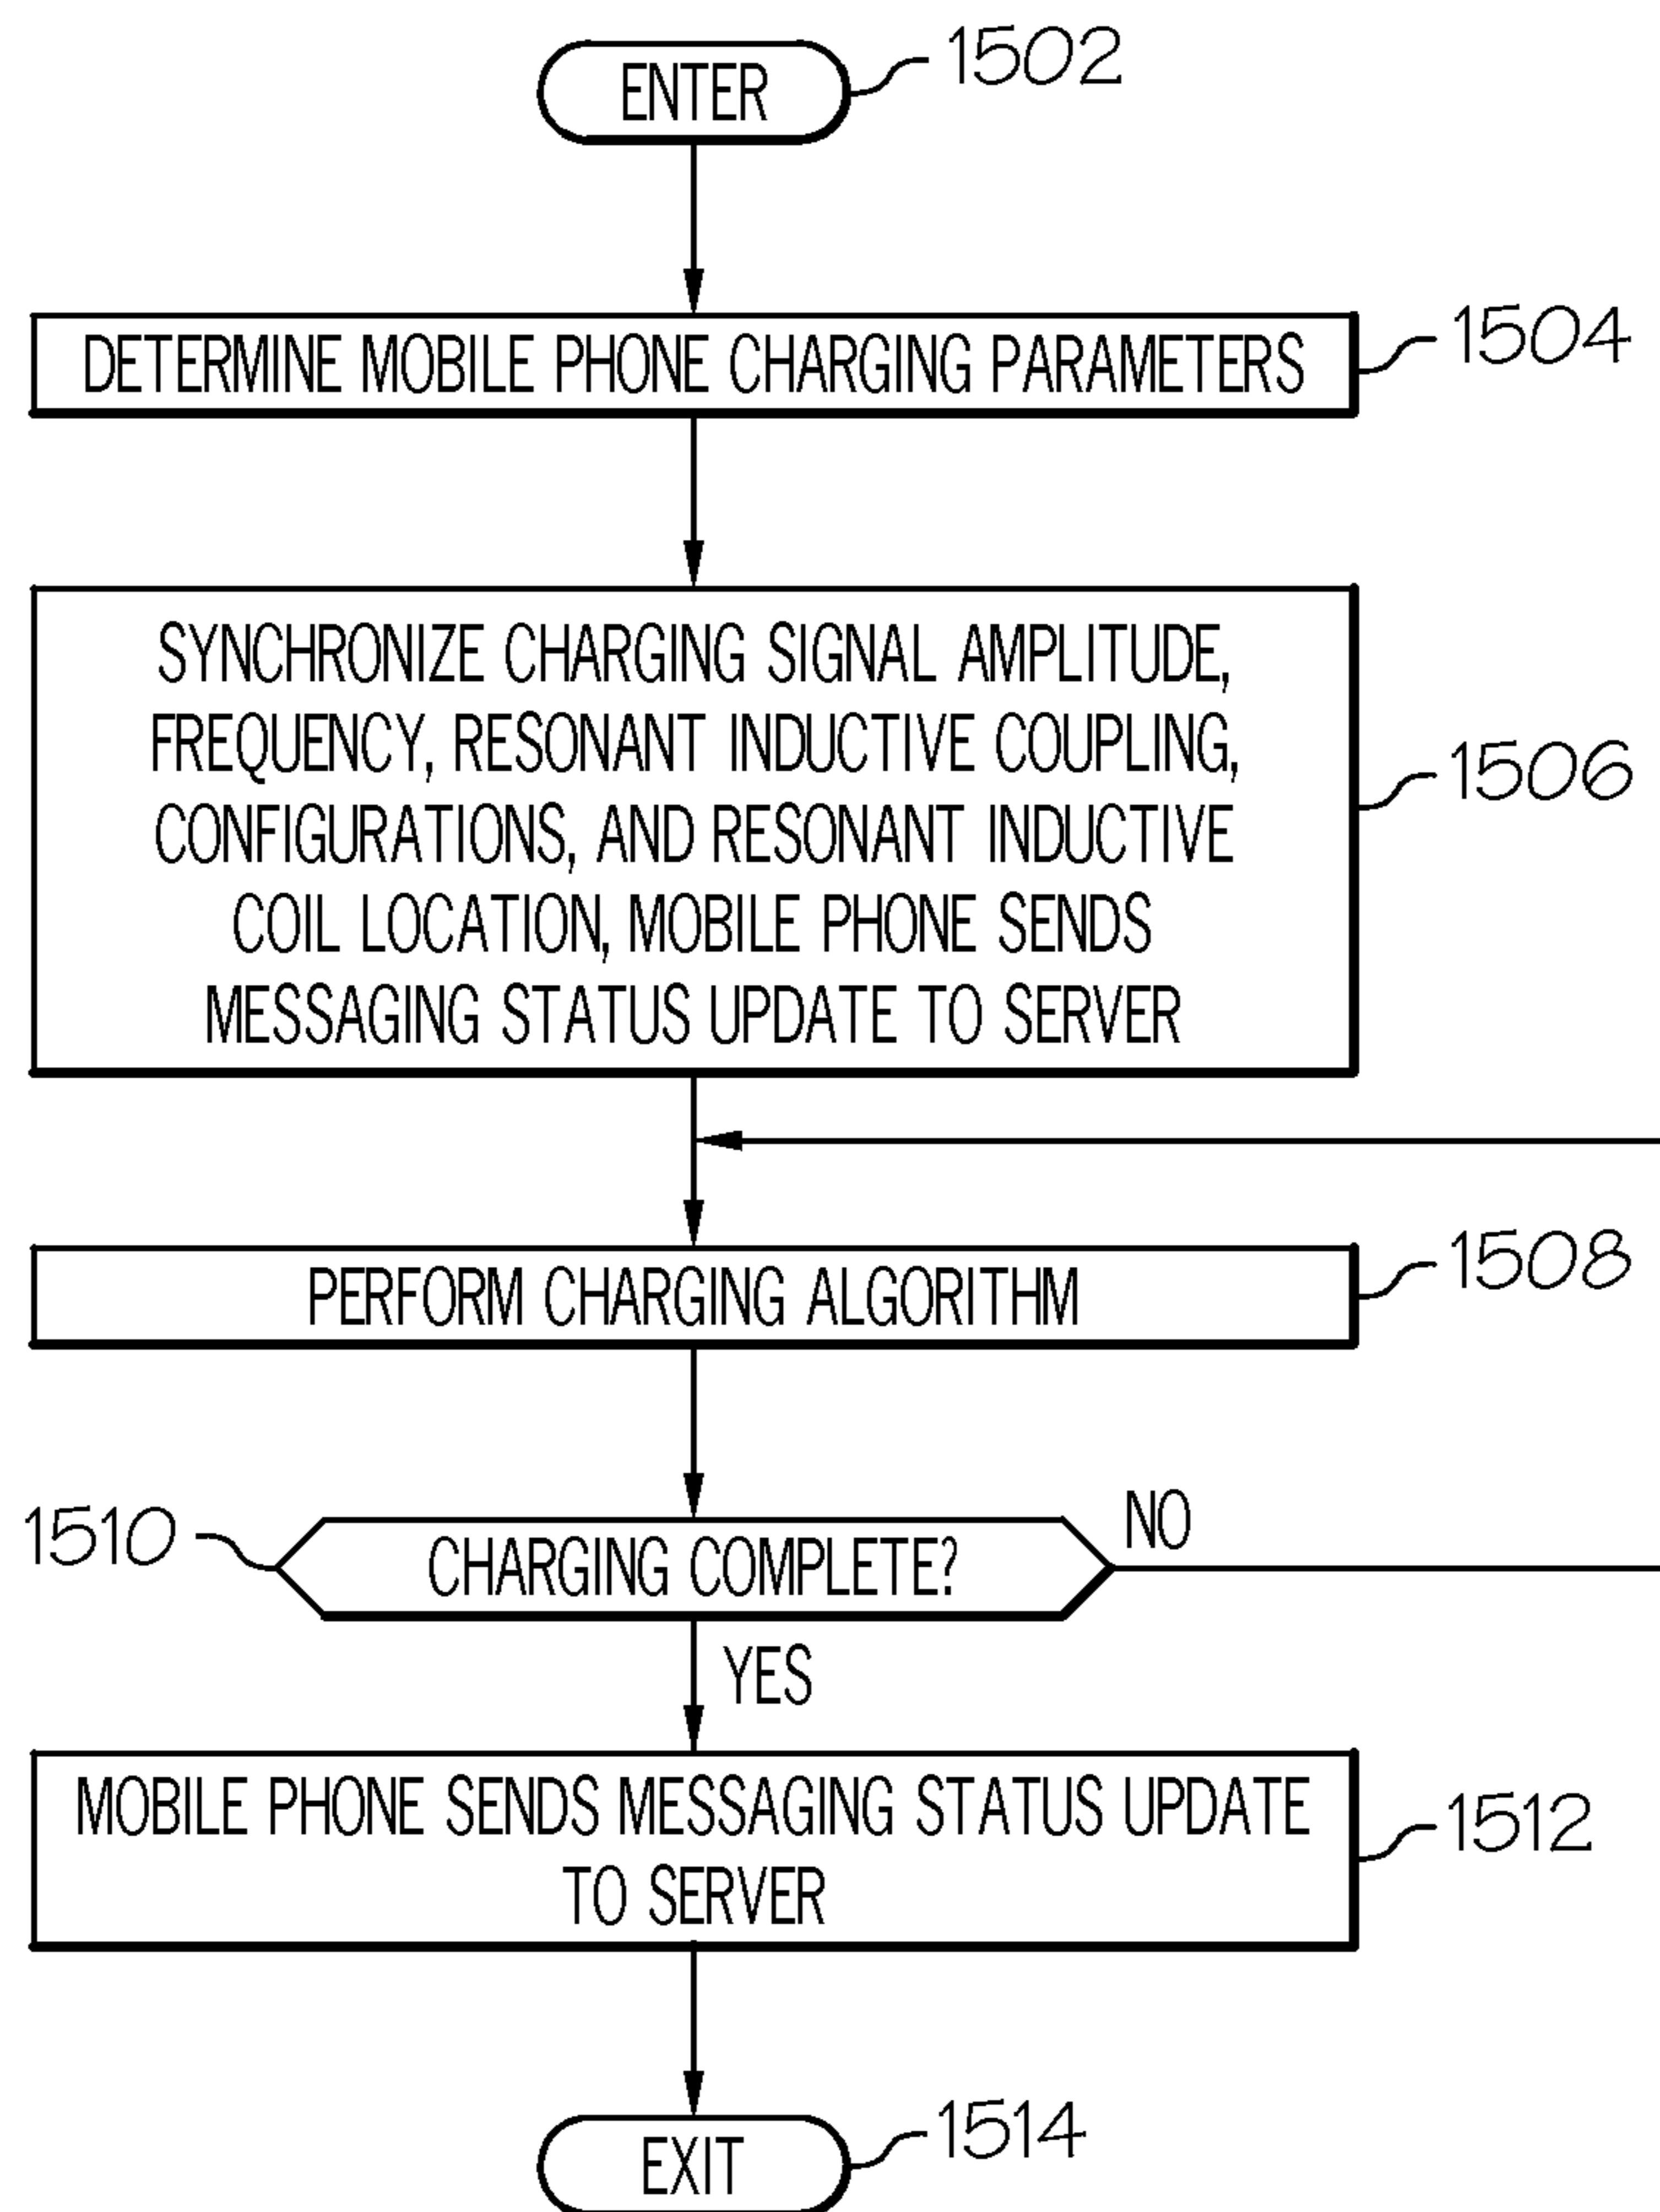 ENTER
1502
DETERMINE MOBILE PHONE CHARGING PARAMETERS
1504
SYNCHRONIZE CHARGING SIGNAL AMPLITUDE,
FREQUENCY, RESONANT INDUCTIVE COUPLING,
CONFIGURATIONS, AND RESONANT INDUCTIVE
COIL LOCATION, MOBILE PHONE SENDS
MESSAGING STATUS UPDATE TO SERVER
1506
PERFORM CHARGING ALGORITHM
1508
1510
CHARGING COMPLETE?
NO
YES
MOBILE PHONE SENDS MESSAGING STATUS UPDATE
TO SERVER
1512
EXIT
1514